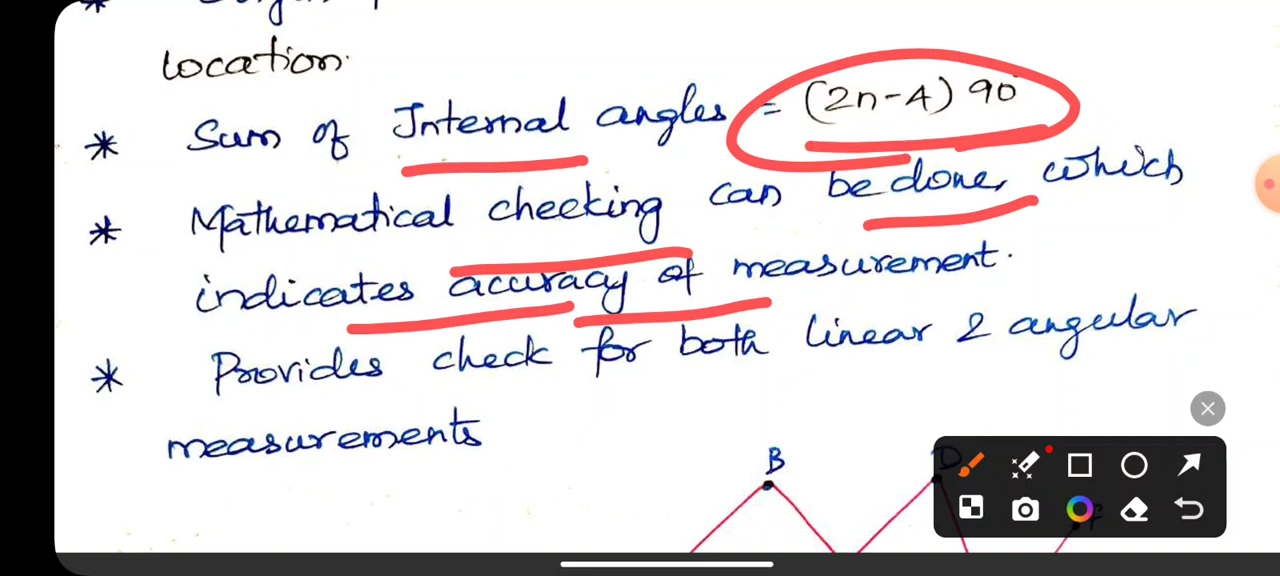 location.
* Sum of Internal angles = (2n-4) 90°
* Mathematical checking can be done, which
indicates accuracy of measurement.
* Provides check for both linear & angular
measurements
B
D
F